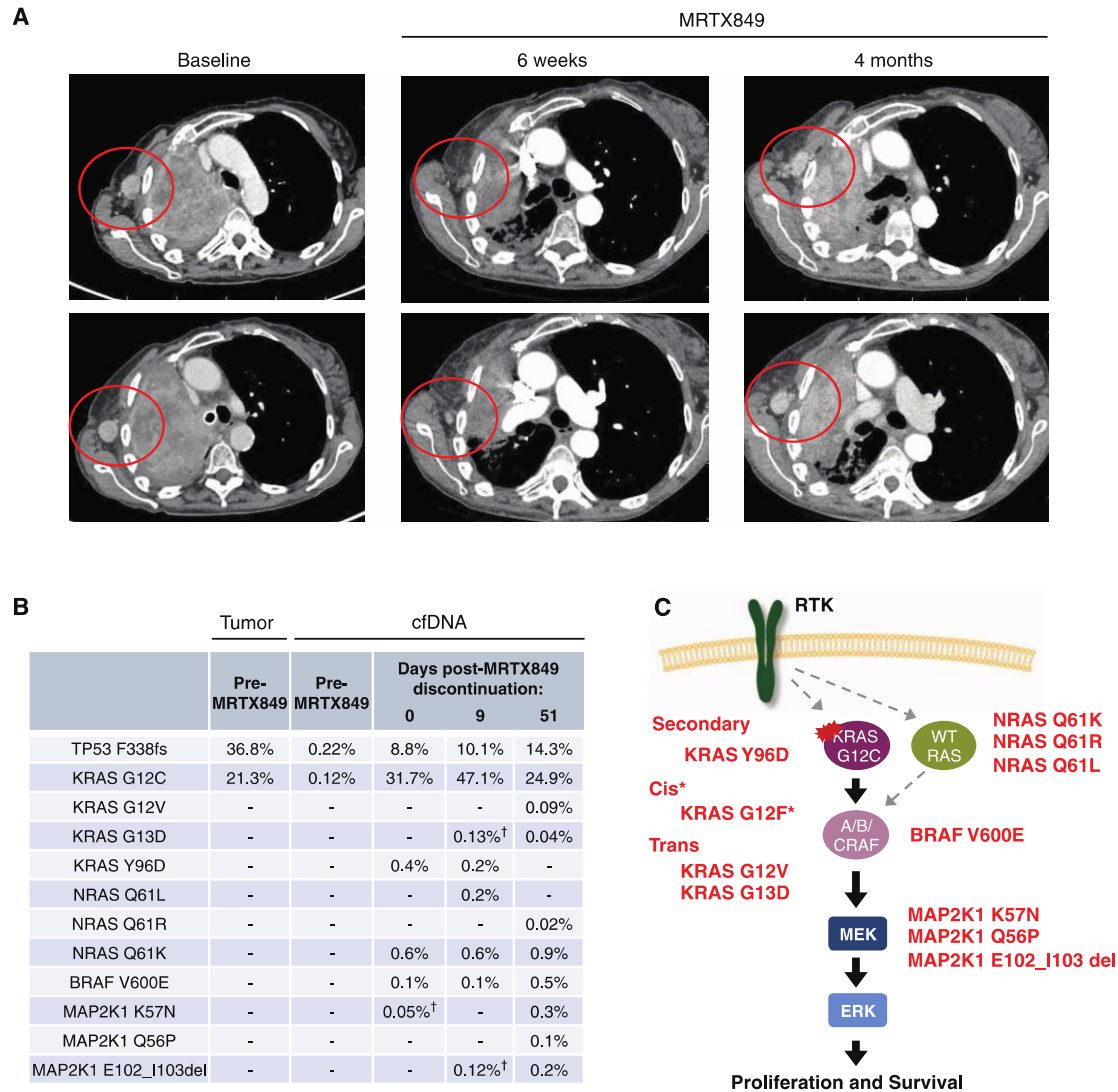 A
MRTX849
Baseline
6 weeks
4 months
B
Tumor
cfDNA
Pre-
MRTX849
Pre-
MRTX849
Days post-MRTX849
discontinuation:
0 9 51
TP53 F338fs 36.8% 0.22% 8.8% 10.1% 14.3%
KRAS G12C 21.3% 0.12% 31.7% 47.1% 24.9%
KRAS G12V - - - - 0.09%
KRAS G13D - - - 0.13%† 0.04%
KRAS Y96D - - 0.4% 0.2% -
NRAS Q61L - - - 0.2% -
NRAS Q61R - - - - 0.02%
NRAS Q61K - - 0.6% 0.6% 0.9%
BRAF V600E - - 0.1% 0.1% 0.5%
MAP2K1 K57N - - 0.05%† - 0.3%
MAP2K1 Q56P - - - - 0.1%
MAP2K1 E102_I103del - - - 0.12%† 0.2%
C
RTK
Secondary
KRAS Y96D
Cis*
KRAS G12F*
Trans
KRAS G12V
KRAS G13D
KRAS
G12C
WT
RAS
NRAS Q61K
NRAS Q61R
NRAS Q61L
A/B/
CRAF
BRAF V600E
MEK
MAP2K1 K57N
MAP2K1 Q56P
MAP2K1 E102_I103 del
ERK
Proliferation and Survival